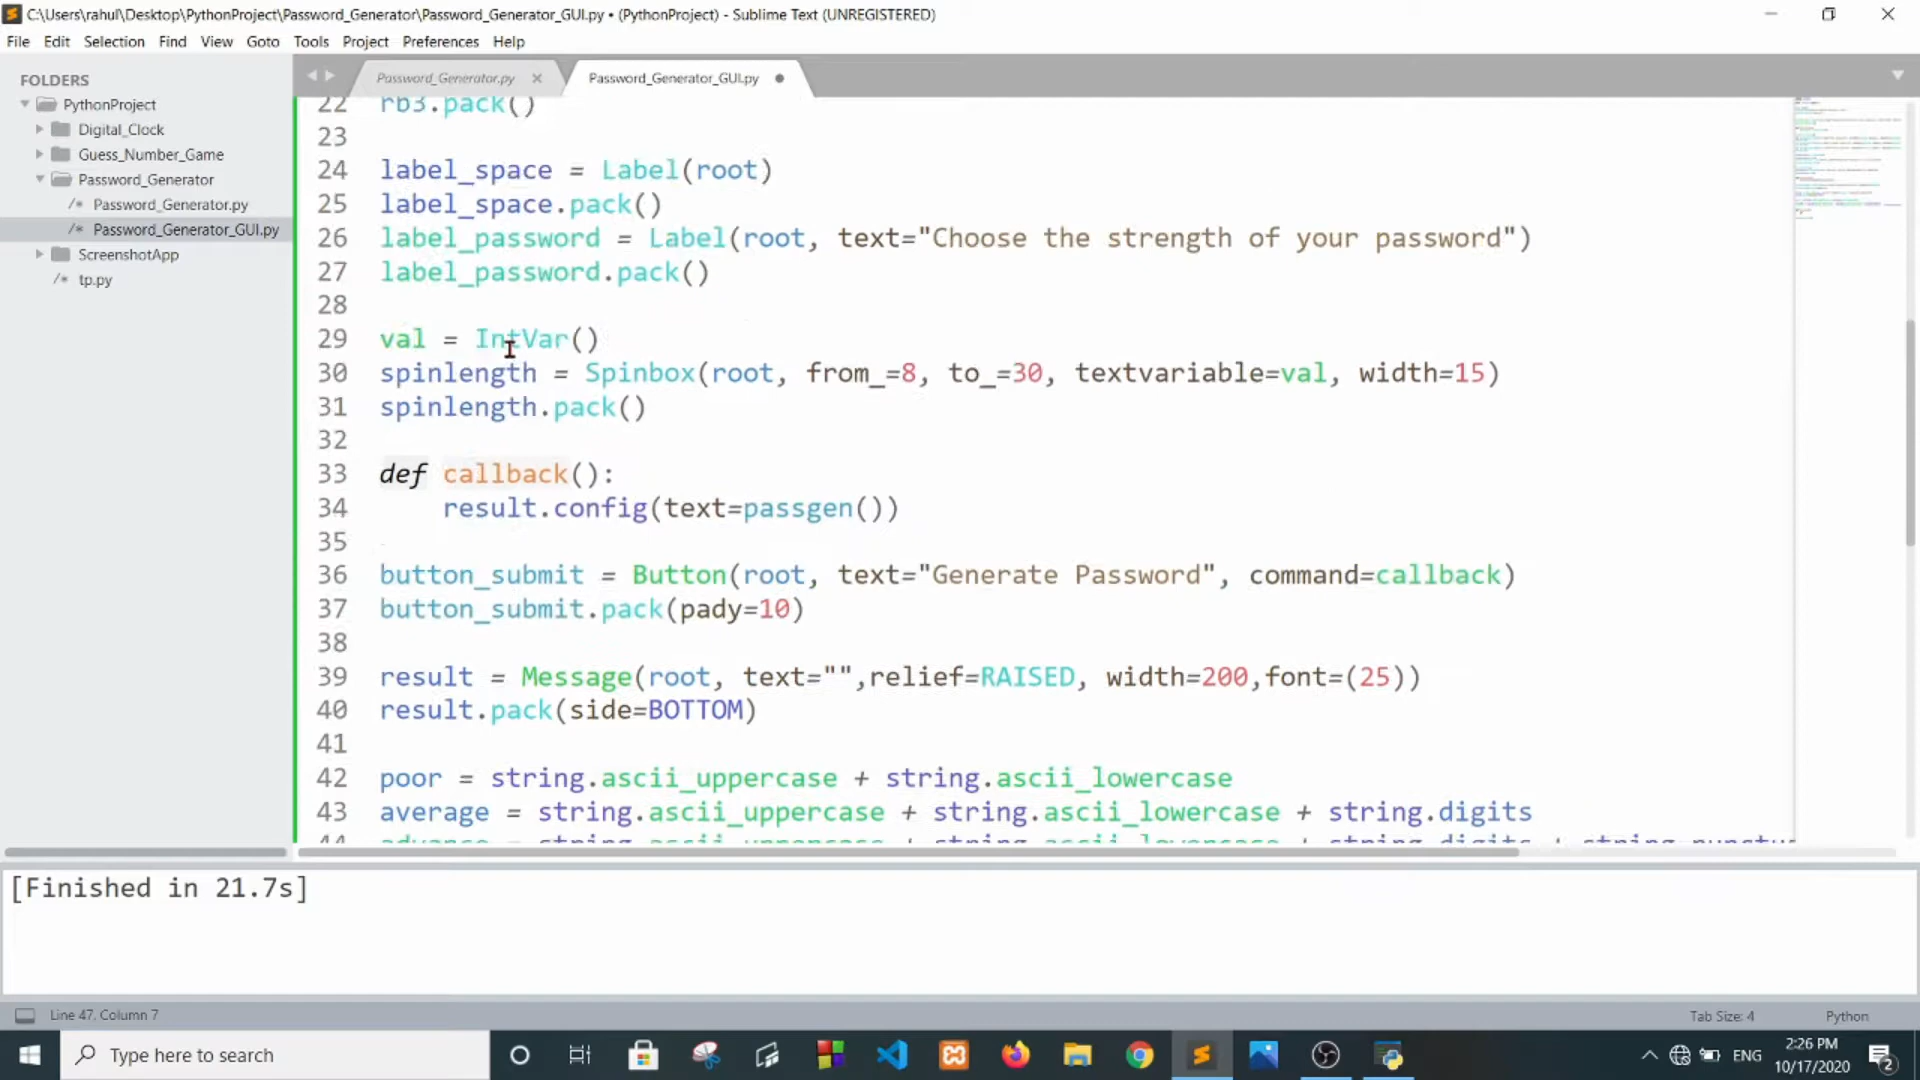 C:\Users\rahul\Desktop\PythonProject\Password_Generator\Password_Generator_GUI.py • (PythonProject) - Sublime Text (UNREGISTERED)
File Edit Selection Find View Goto Tools Project Preferences Help
FOLDERS
PythonProject
Digital_Clock
Guess_Number_Game
Password_Generator
/* Password_Generator.py
/* Password_Generator_GUI.py
ScreenshotApp
/* tp.py
Password_Generator.py × Password_Generator_GUI.py
22 rb3.pack()
23
24 label_space = Label(root)
25 label_space.pack()
26 label_password = Label(root, text="Choose the strength of your password")
27 label_password.pack()
28
29 val = IntVar()
30 spinlength = Spinbox(root, from_=8, to_=30, textvariable=val, width=15)
31 spinlength.pack()
32
33 def callback():
34 result.config(text=passgen())
35
36 button_submit = Button(root, text="Generate Password", command=callback)
37 button_submit.pack(pady=10)
38
39 result = Message(root, text="",relief=RAISED, width=200,font=(25))
40 result.pack(side=BOTTOM)
41
42 poor = string.ascii_uppercase + string.ascii_lowercase
43 average = string.ascii_uppercase + string.ascii_lowercase + string.digits
44 advance = string.ascii_uppercase + string.ascii_lowercase + string.digits + string.punctu
[Finished in 21.7s]
Line 47, Column 7
Tab Size: 4
Python
Type here to search
ENG
2:26 PM
10/17/2020
2